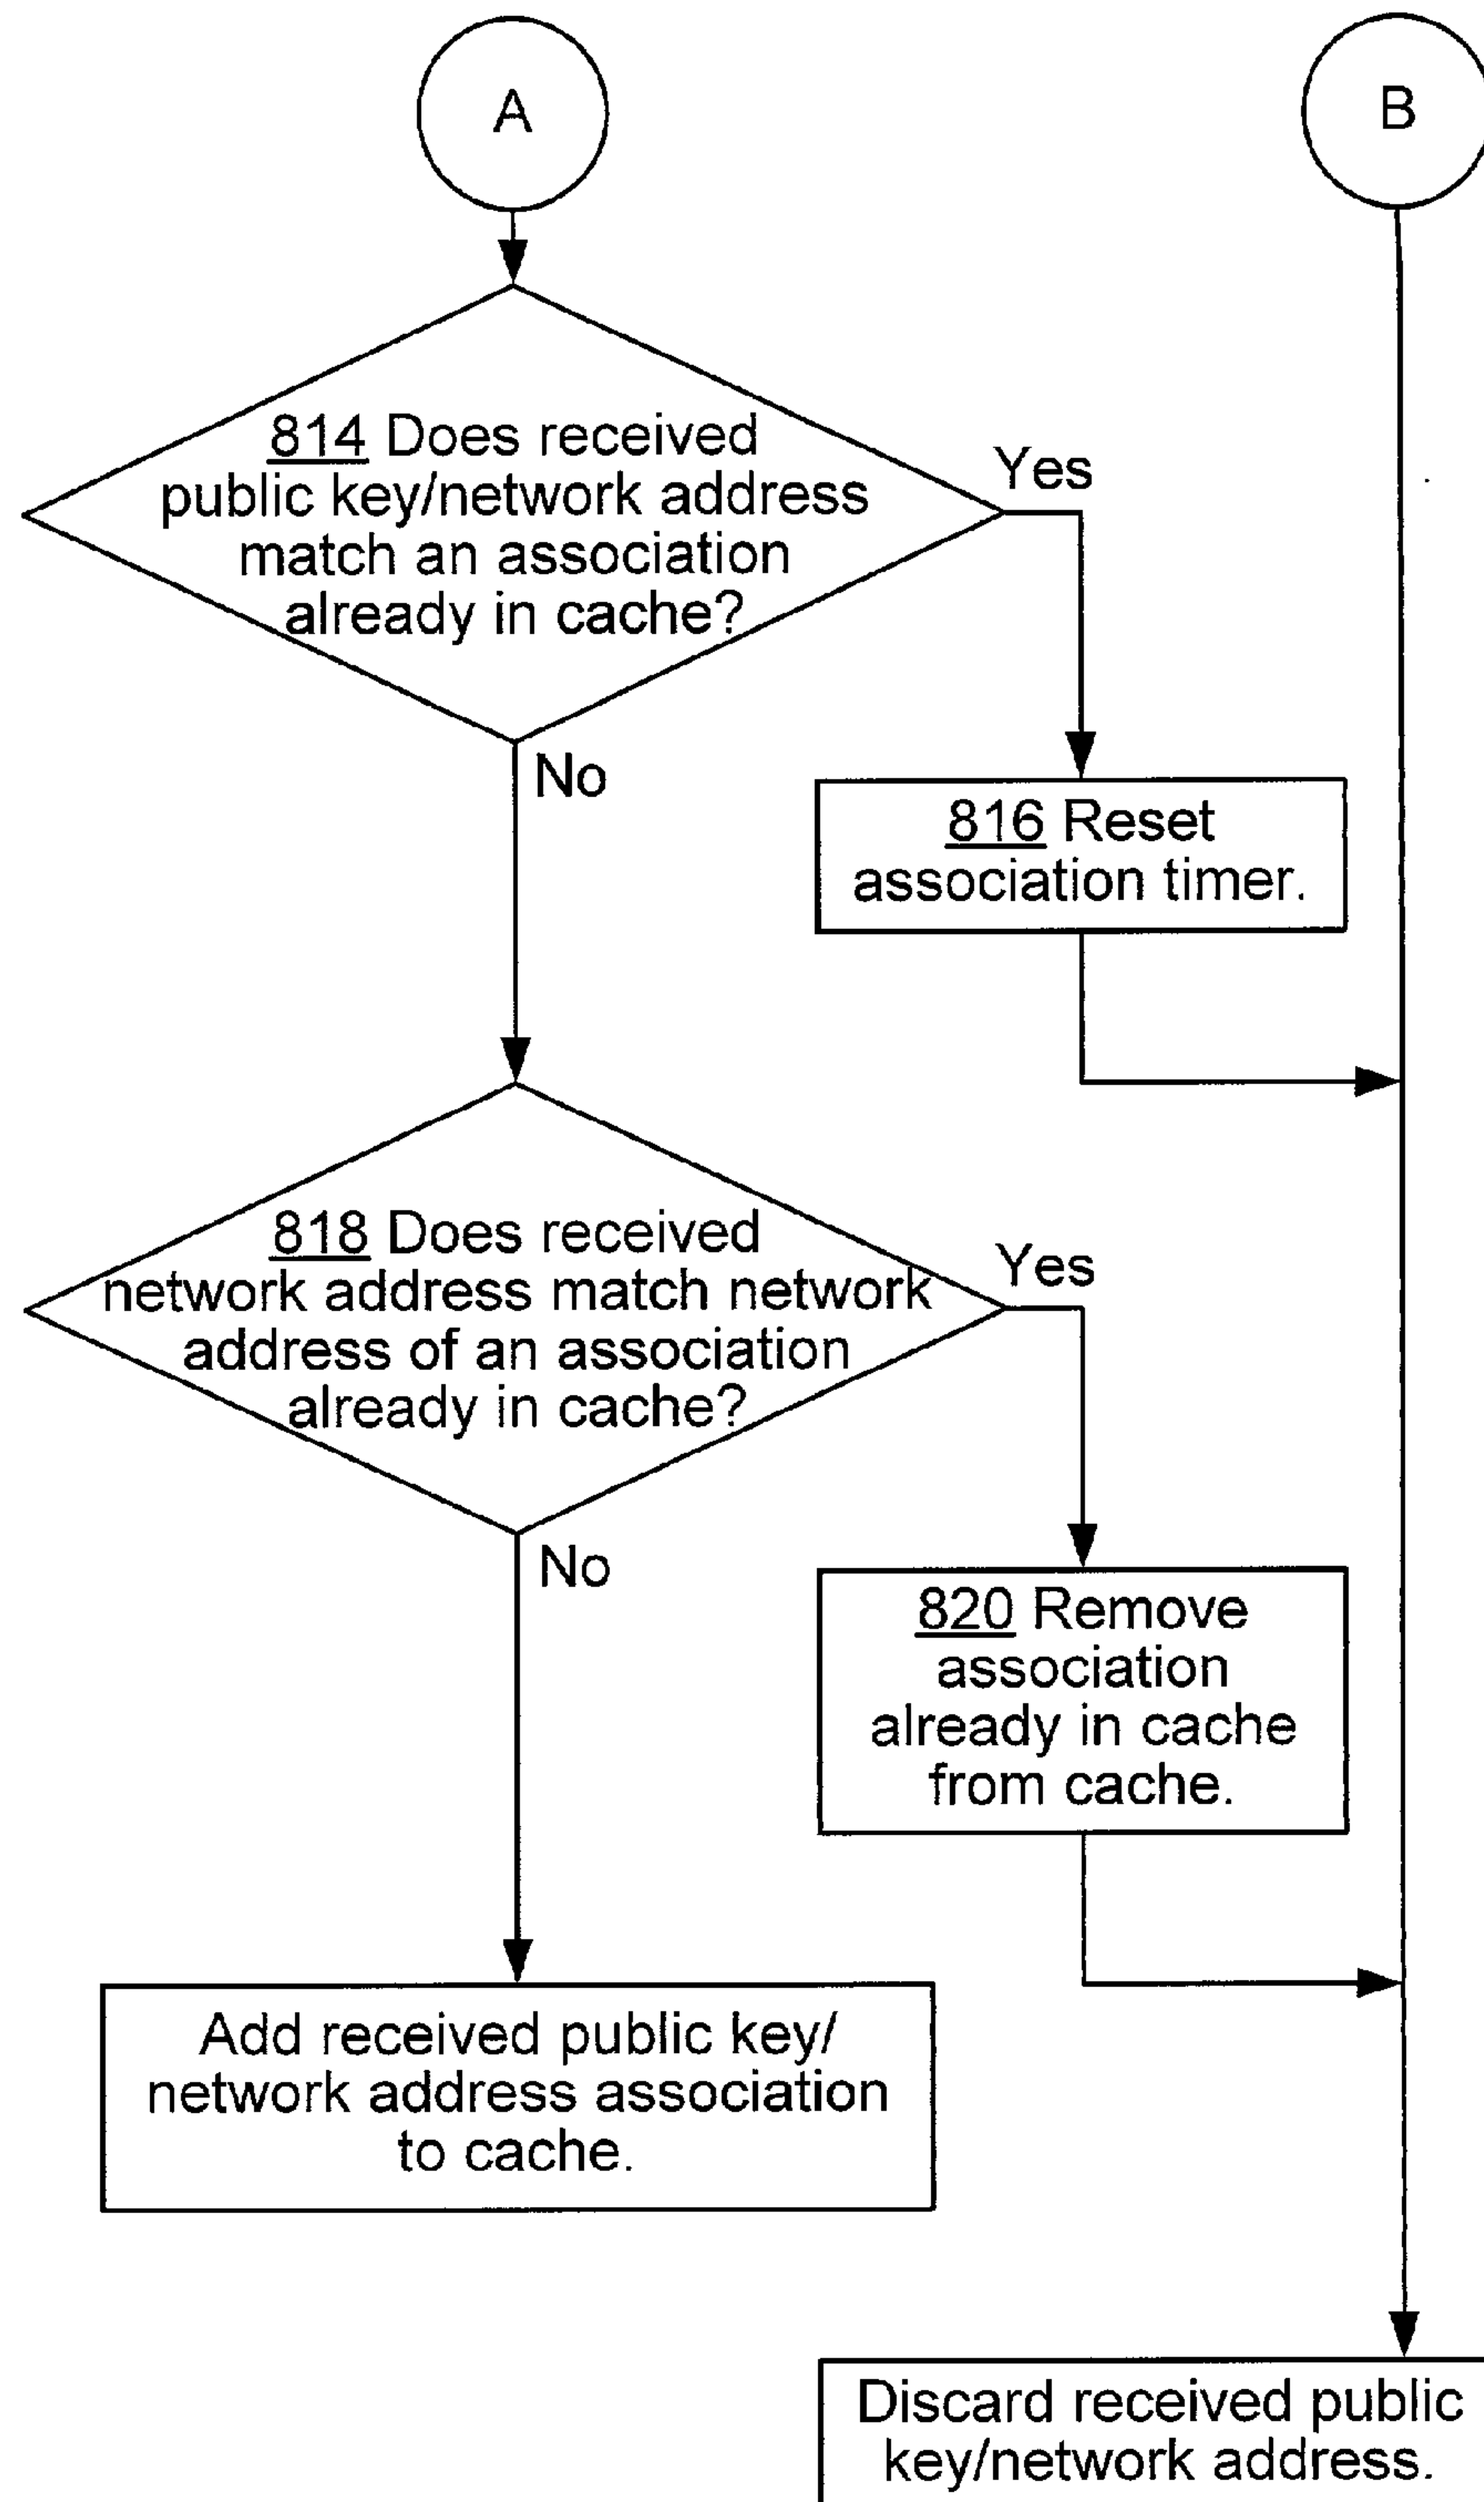 A
B
814 Does received
public key/network address
match an association
already in cache?
Yes
No
816 Reset
association timer.
818 Does received
network address match network
address of an association
already in cache?
Yes
No
820 Remove
association
already in cache
from cache.
Add received public key/
network address association
to cache.
Discard received public
key/network address.